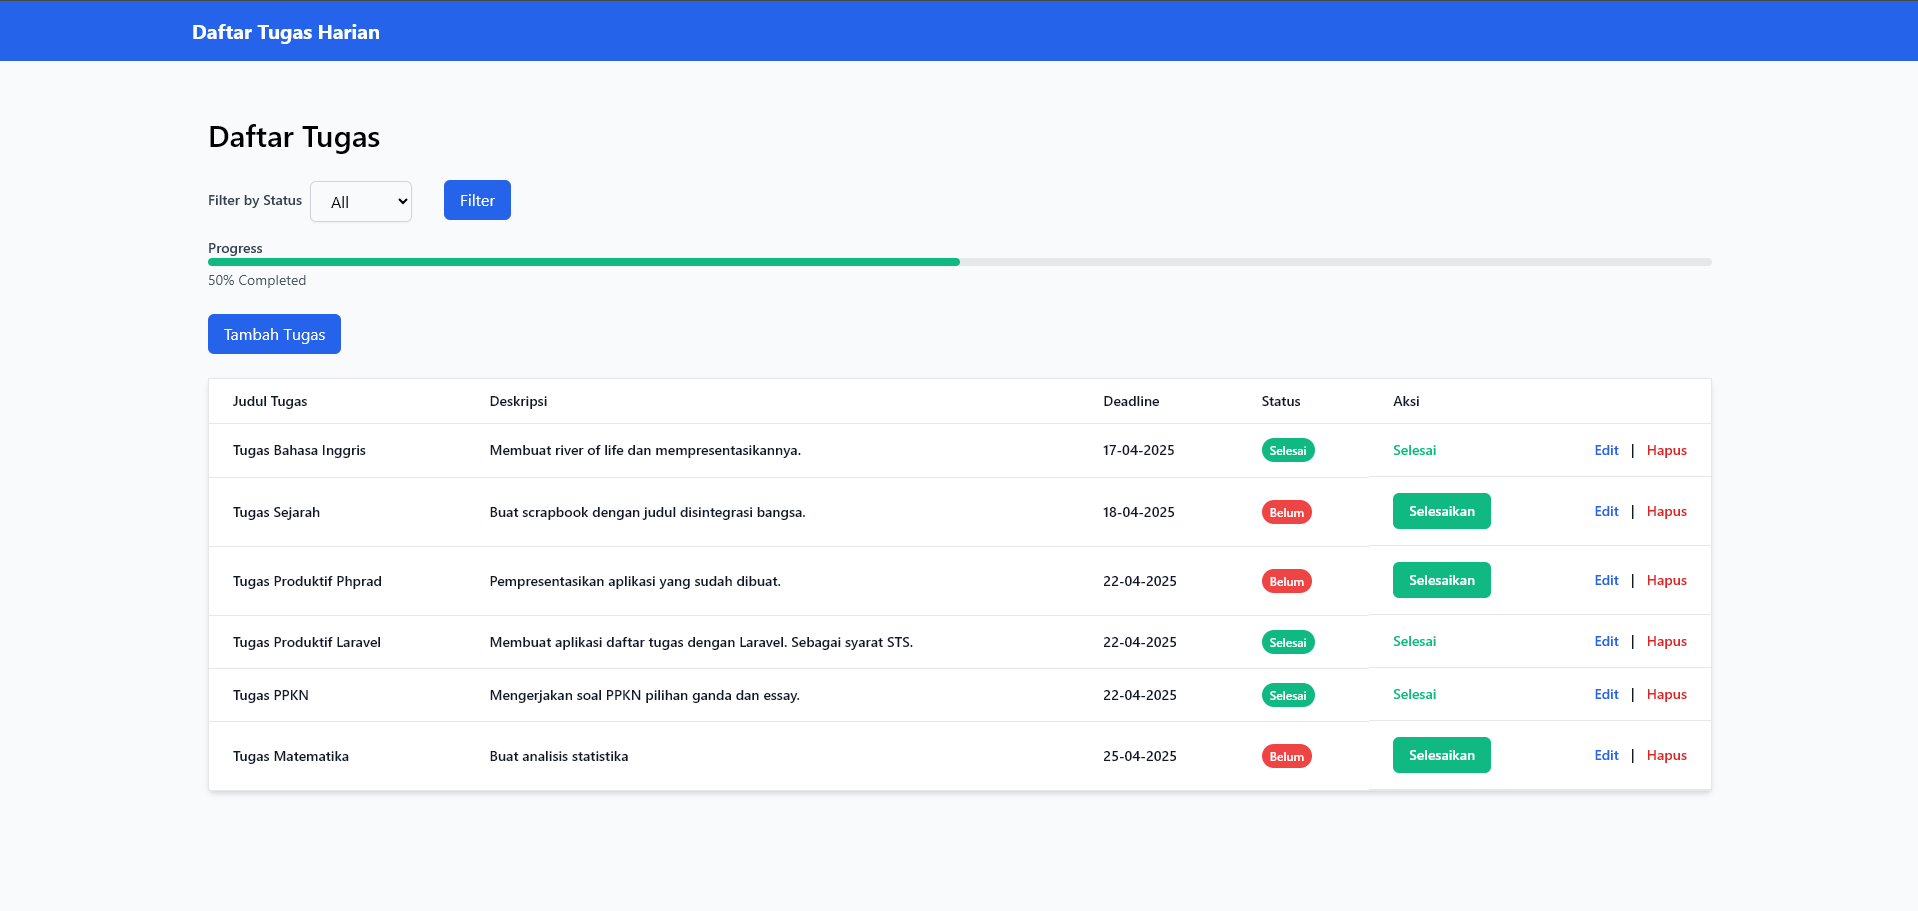 Daftar Tugas Harian
Daftar Tugas
Filter by Status All Filter
Progress
50% Completed
Tambah Tugas
Judul Tugas Deskripsi Deadline Status Aksi
Tugas Bahasa Inggris Membuat river of life dan mempresentasikannya. 17-04-2025 Selesai Selesai Edit | Hapus
Tugas Sejarah Buat scrapbook dengan judul disintegrasi bangsa. 18-04-2025 Belum Selesaikan Edit | Hapus
Tugas Produktif Phprad Pempresentasikan aplikasi yang sudah dibuat. 22-04-2025 Belum Selesaikan Edit | Hapus
Tugas Produktif Laravel Membuat aplikasi daftar tugas dengan Laravel. Sebagai syarat STS. 22-04-2025 Selesai Selesai Edit | Hapus
Tugas PPKN Mengerjakan soal PPKN pilihan ganda dan essay. 22-04-2025 Selesai Selesai Edit | Hapus
Tugas Matematika Buat analisis statistika 25-04-2025 Belum Selesaikan Edit | Hapus